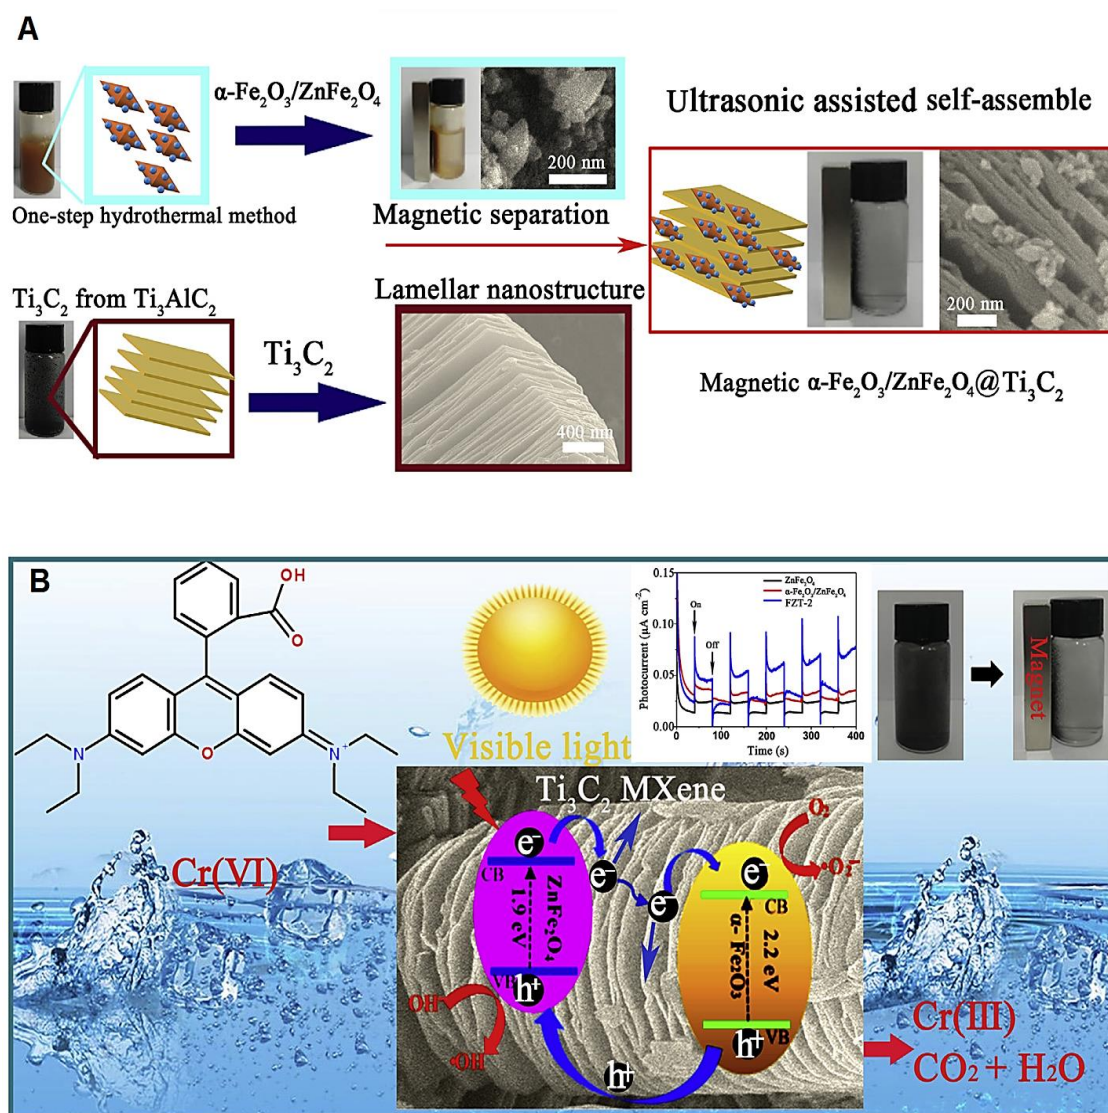 A
α-Fe₂O₃/ZnFe₂O₄
One-step hydrothermal method
200 nm
Magnetic separation
Ultrasonic assisted self-assemble
200 nm
Magnetic α-Fe₂O₃/ZnFe₂O₄@Ti₃C₂
Ti₃C₂ from Ti₃AlC₂
Ti₃C₂
Lamellar nanostructure
400 nm
B
OH
O
N
O
N⁺
Cr(VI)
Visible light
0.15
0.10
0.05
0.00
Photocurrent (μA cm⁻²)
ZnFe₂O₄
α-Fe₂O₃/ZnFe₂O₄
FZT-2
On
Off
0 100 200 300 400
Time (s)
Magnet
Ti₃C₂ MXene
e⁻
CB
ZnFe₂O₄
1.9 eV
VB
h⁺
OH⁻
•OH
e⁻
e⁻
O₂
•O₂⁻
e⁻
CB
2.2 eV
α- Fe₂O₃
VB
h⁺
h⁺
Cr(III)
CO₂ + H₂O